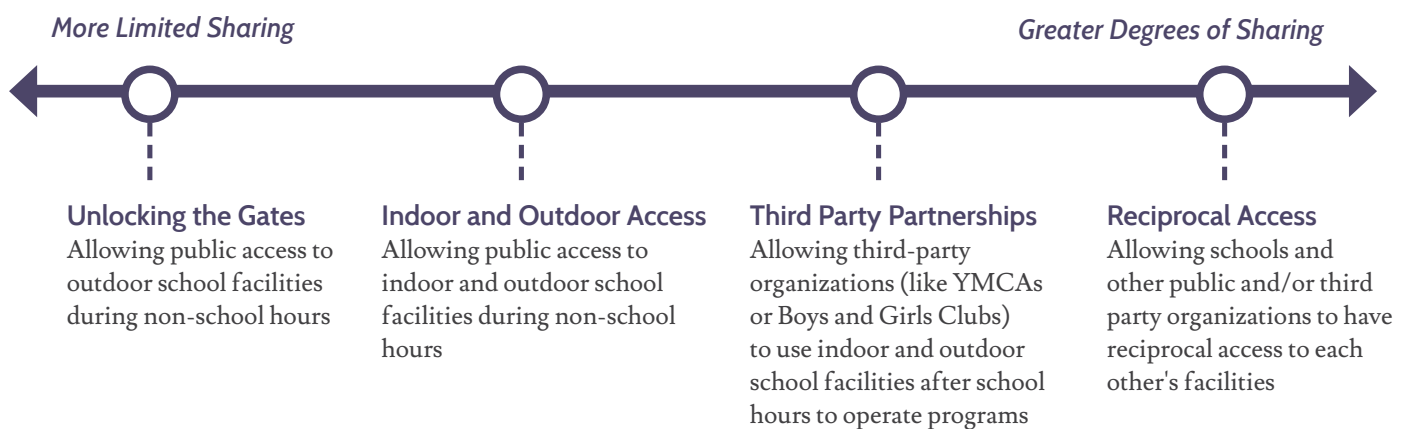 More Limited Sharing
Greater Degrees of Sharing
Unlocking the Gates
Allowing public access to
outdoor school facilities
during non-school hours
Indoor and Outdoor Access
Allowing public access to
indoor and outdoor school
facilities during non-school
hours
Third Party Partnerships
Allowing third-party
organizations (like YMCAs
or Boys and Girls Clubs)
to use indoor and outdoor
school facilities after school
hours to operate programs
Reciprocal Access
Allowing schools and
other public and/or third
party organizations to have
reciprocal access to each
other's facilities